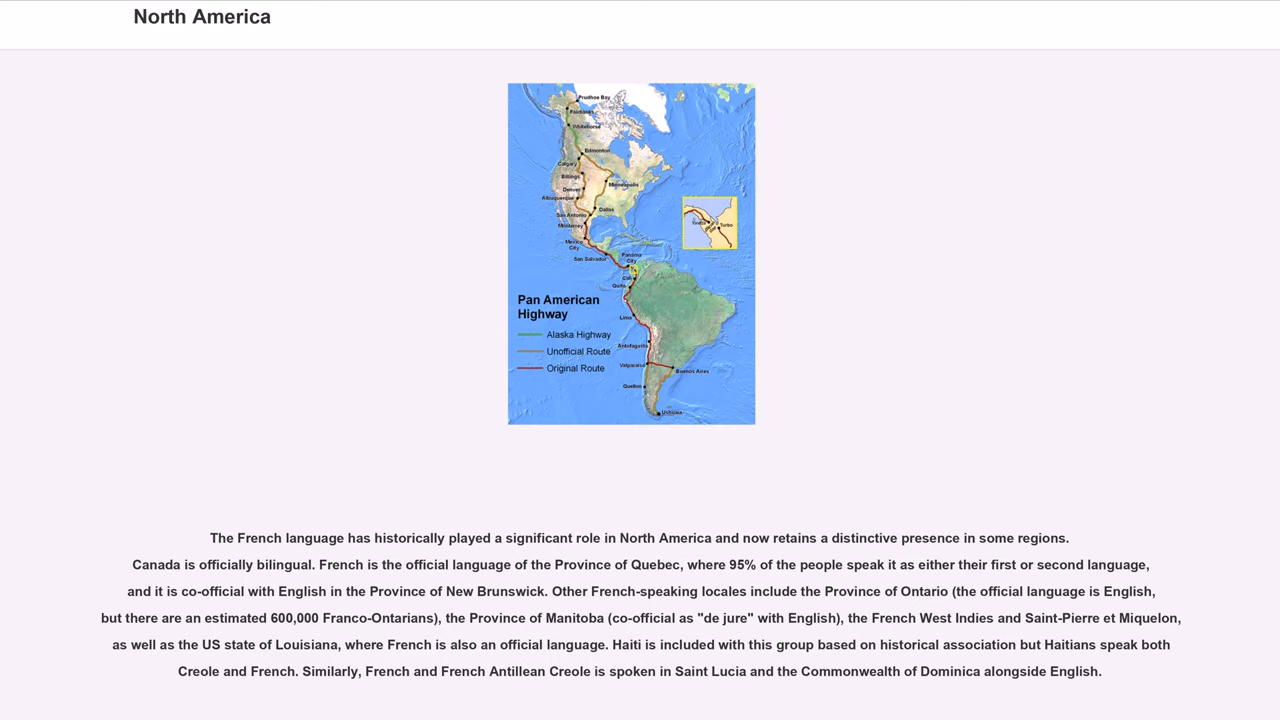 North America
Prudhoe Bay
Fairbanks
Whitehorse
Edmonton
Calgary
Billings
Minneapolis
Denver
Albuquerque
Dallas
San Antonio
Monterrey
Mexico
City
San Salvador
Panama
City
Turbo
Cali
Quito
Lima
Antofagasta
Valparaiso
Buenos Aires
Quellon
Ushuaia
Pan American
Highway
Alaska Highway
Unofficial Route
Original Route
The French language has historically played a significant role in North America and now retains a distinctive presence in some regions.
Canada is officially bilingual. French is the official language of the Province of Quebec, where 95% of the people speak it as either their first or second language,
and it is co-official with English in the Province of New Brunswick. Other French-speaking locales include the Province of Ontario (the official language is English,
but there are an estimated 600,000 Franco-Ontarians), the Province of Manitoba (co-official as "de jure" with English), the French West Indies and Saint-Pierre et Miquelon,
as well as the US state of Louisiana, where French is also an official language. Haiti is included with this group based on historical association but Haitians speak both
Creole and French. Similarly, French and French Antillean Creole is spoken in Saint Lucia and the Commonwealth of Dominica alongside English.